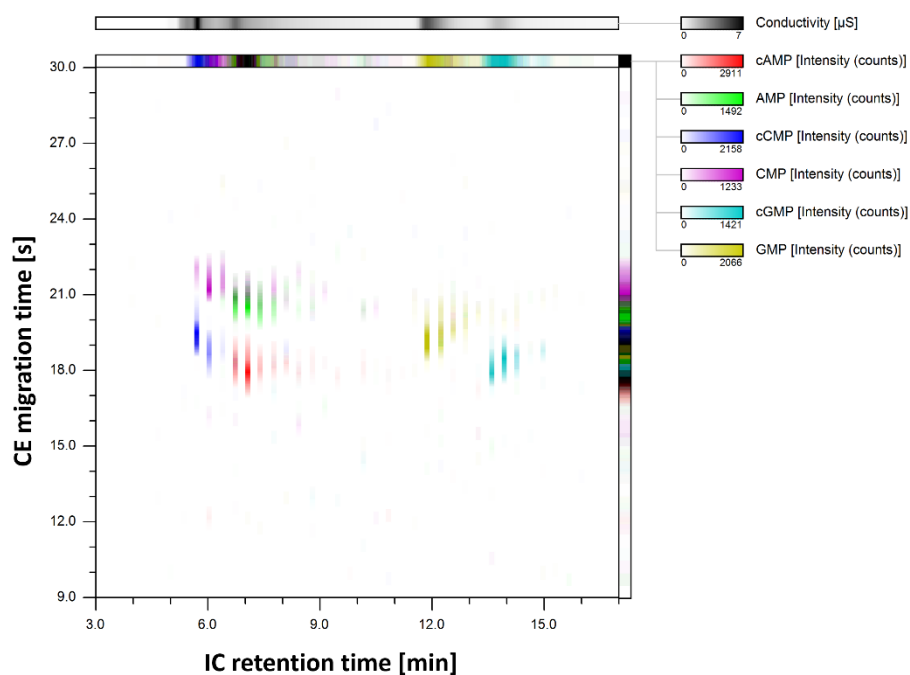 Conductivity [µS]
0 7
cAMP [Intensity (counts)]
0 2911
AMP [Intensity (counts)]
0 1492
cCMP [Intensity (counts)]
0 2158
CMP [Intensity (counts)]
0 1233
cGMP [Intensity (counts)]
0 1421
GMP [Intensity (counts)]
0 2066
CE migration time [s]
30.0
27.0
24.0
21.0
18.0
15.0
12.0
9.0
3.0 6.0 9.0 12.0 15.0
IC retention time [min]